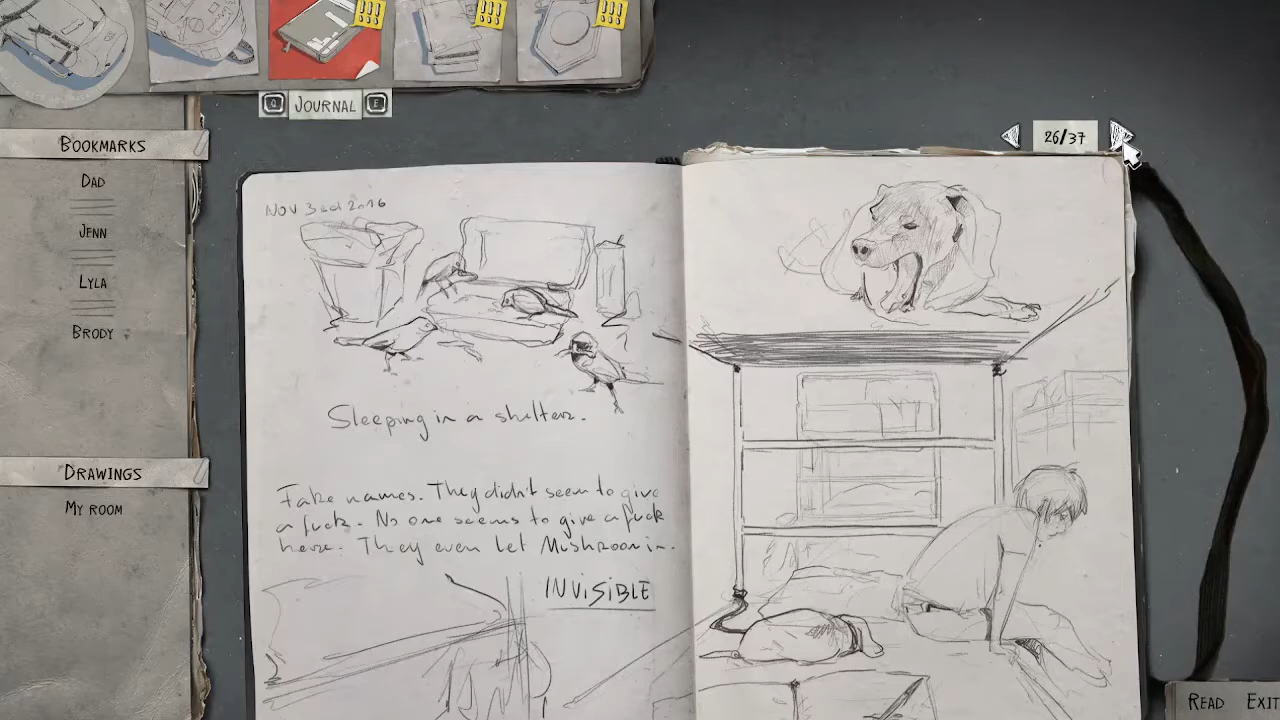 Q JOURNAL E
26/37
BOOKMARKS
DAD
JENN
LYLA
BRODY
DRAWINGS
MY ROOM
NOV 3rd 2016
Sleeping in a shelter.
Fake names. They didn't seem to give
a fuck. No one seems to give a fuck
here. They even let Mushroom in.
INVISIBLE
READ EXIT